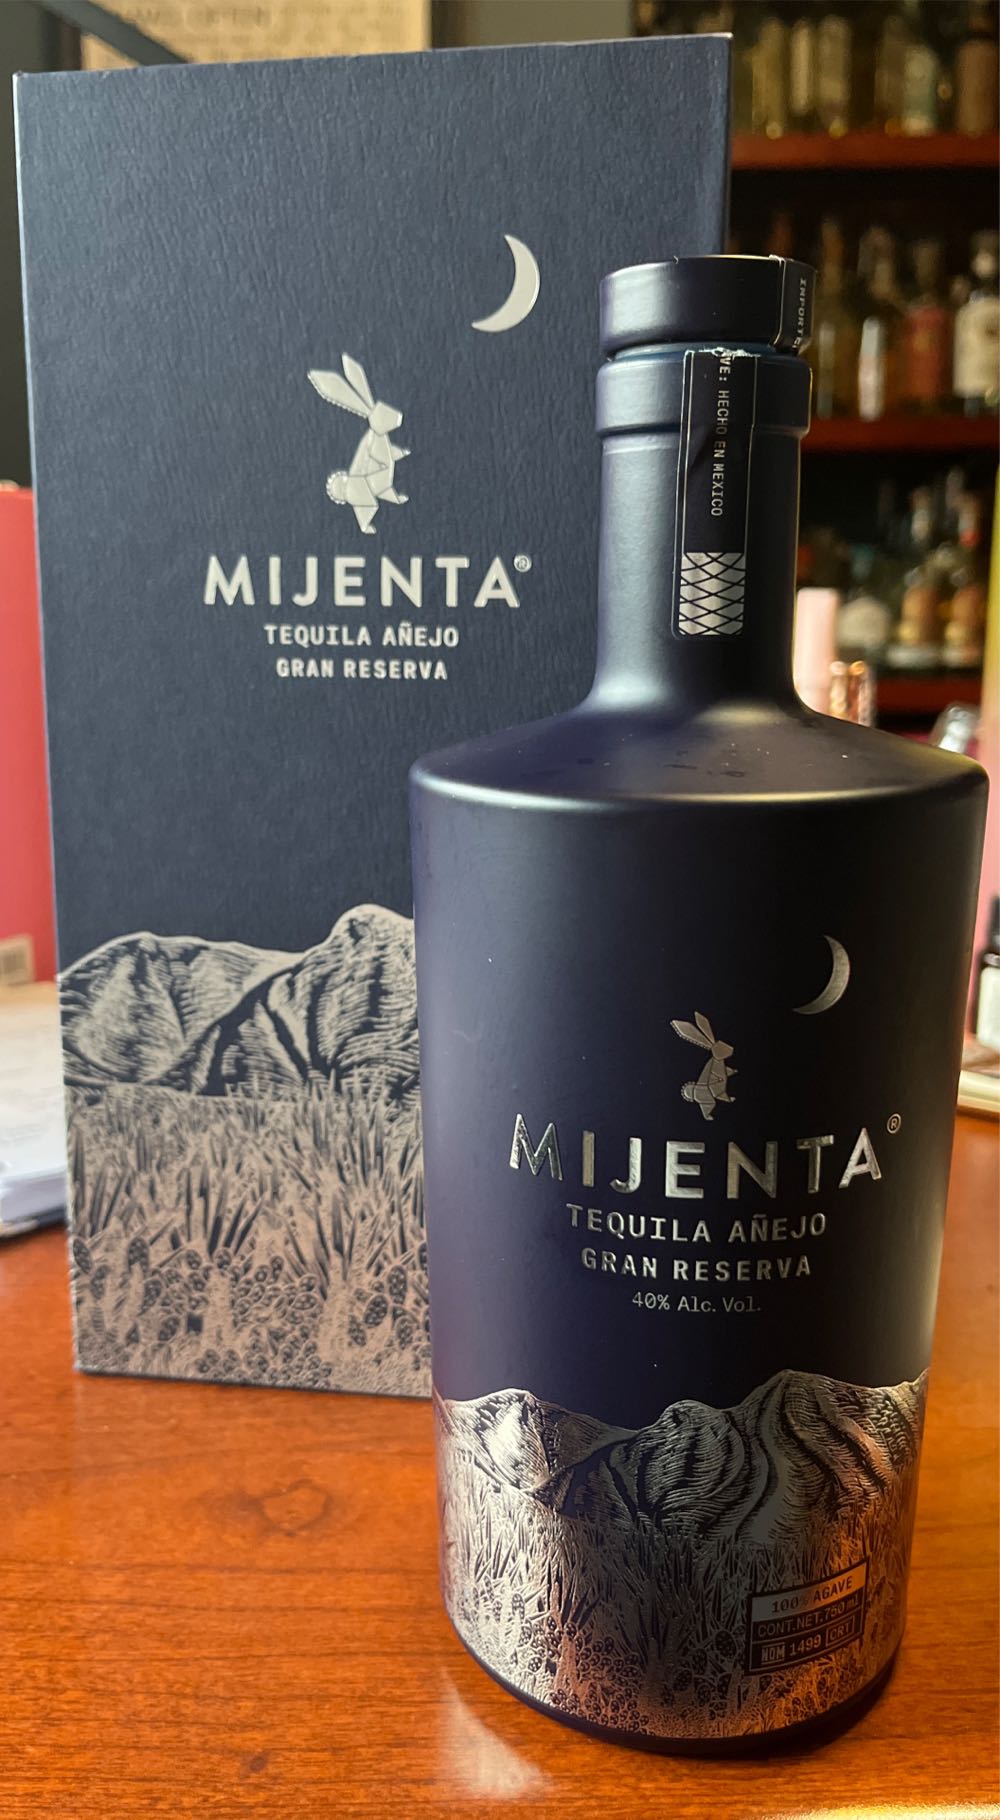 MIJENTA®
TEQUILA AÑEJO
GRAN RESERVA
IMPORTE
VE: HECHO EN MEXICO
MIJENTA®
TEQUILA AÑEJO
GRAN RESERVA
40% Alc. Vol.
100% AGAVE
CONT.NET.750 ml
NOM 1499 CRT